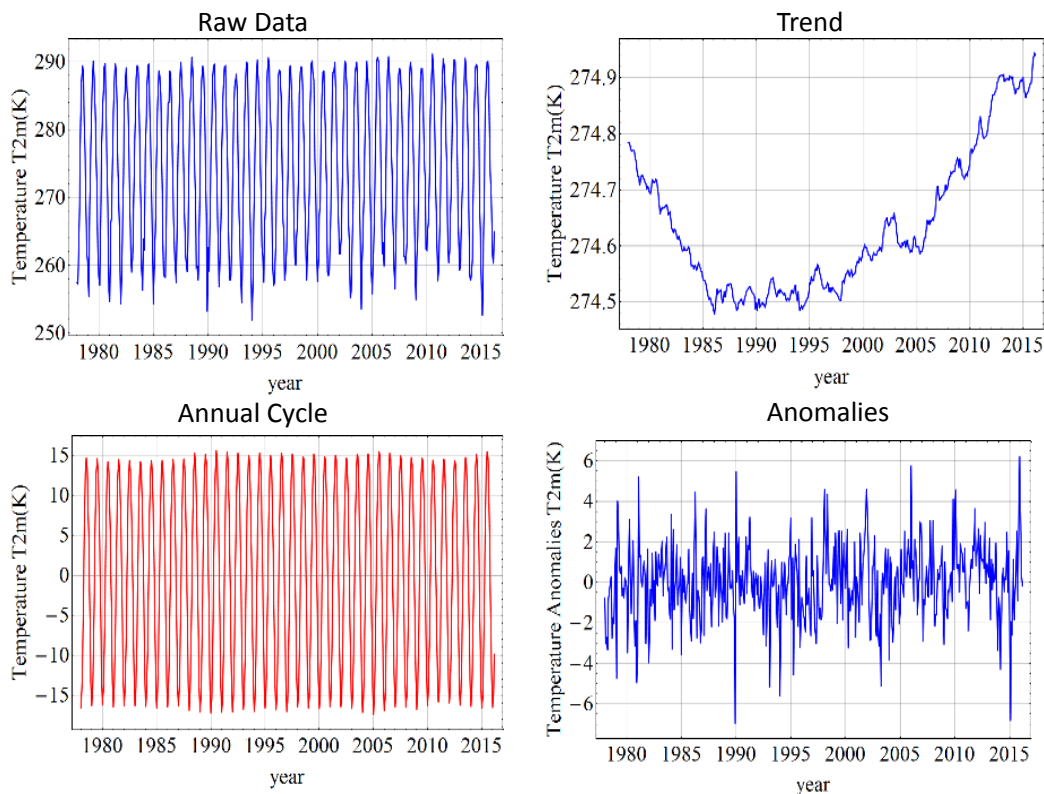 Raw Data
Temperature T2m(K)
290
280
270
260
250
1980 1985 1990 1995 2000 2005 2010 2015
year
Trend
Temperature T2m(K)
274.9
274.8
274.7
274.6
274.5
1980 1985 1990 1995 2000 2005 2010 2015
year
Annual Cycle
Temperature T2m(K)
15
10
5
0
−5
−10
−15
1980 1985 1990 1995 2000 2005 2010 2015
year
Anomalies
Temperature Anomalies T2m(K)
6
4
2
0
−2
−4
−6
1980 1985 1990 1995 2000 2005 2010 2015
year